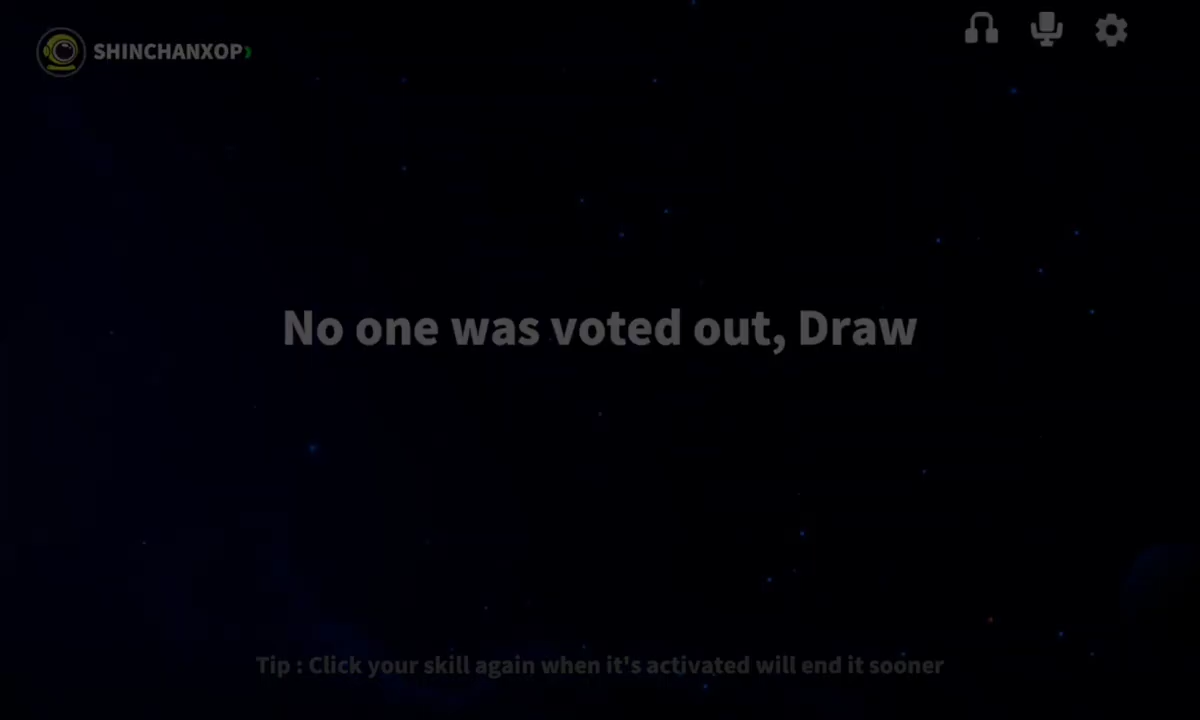 SHINCHANXOP
No one was voted out, Draw
Tip : Click your skill again when it's activated will end it sooner